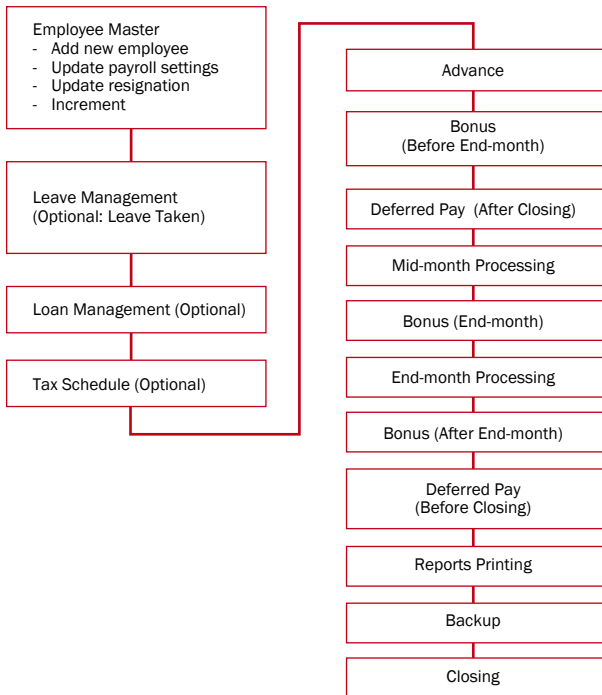 Employee Master
- Add new employee
- Update payroll settings
- Update resignation
- Increment
Leave Management
(Optional: Leave Taken)
Loan Management (Optional)
Tax Schedule (Optional)
Advance
Bonus
(Before End-month)
Deferred Pay (After Closing)
Mid-month Processing
Bonus (End-month)
End-month Processing
Bonus (After End-month)
Deferred Pay
(Before Closing)
Reports Printing
Backup
Closing